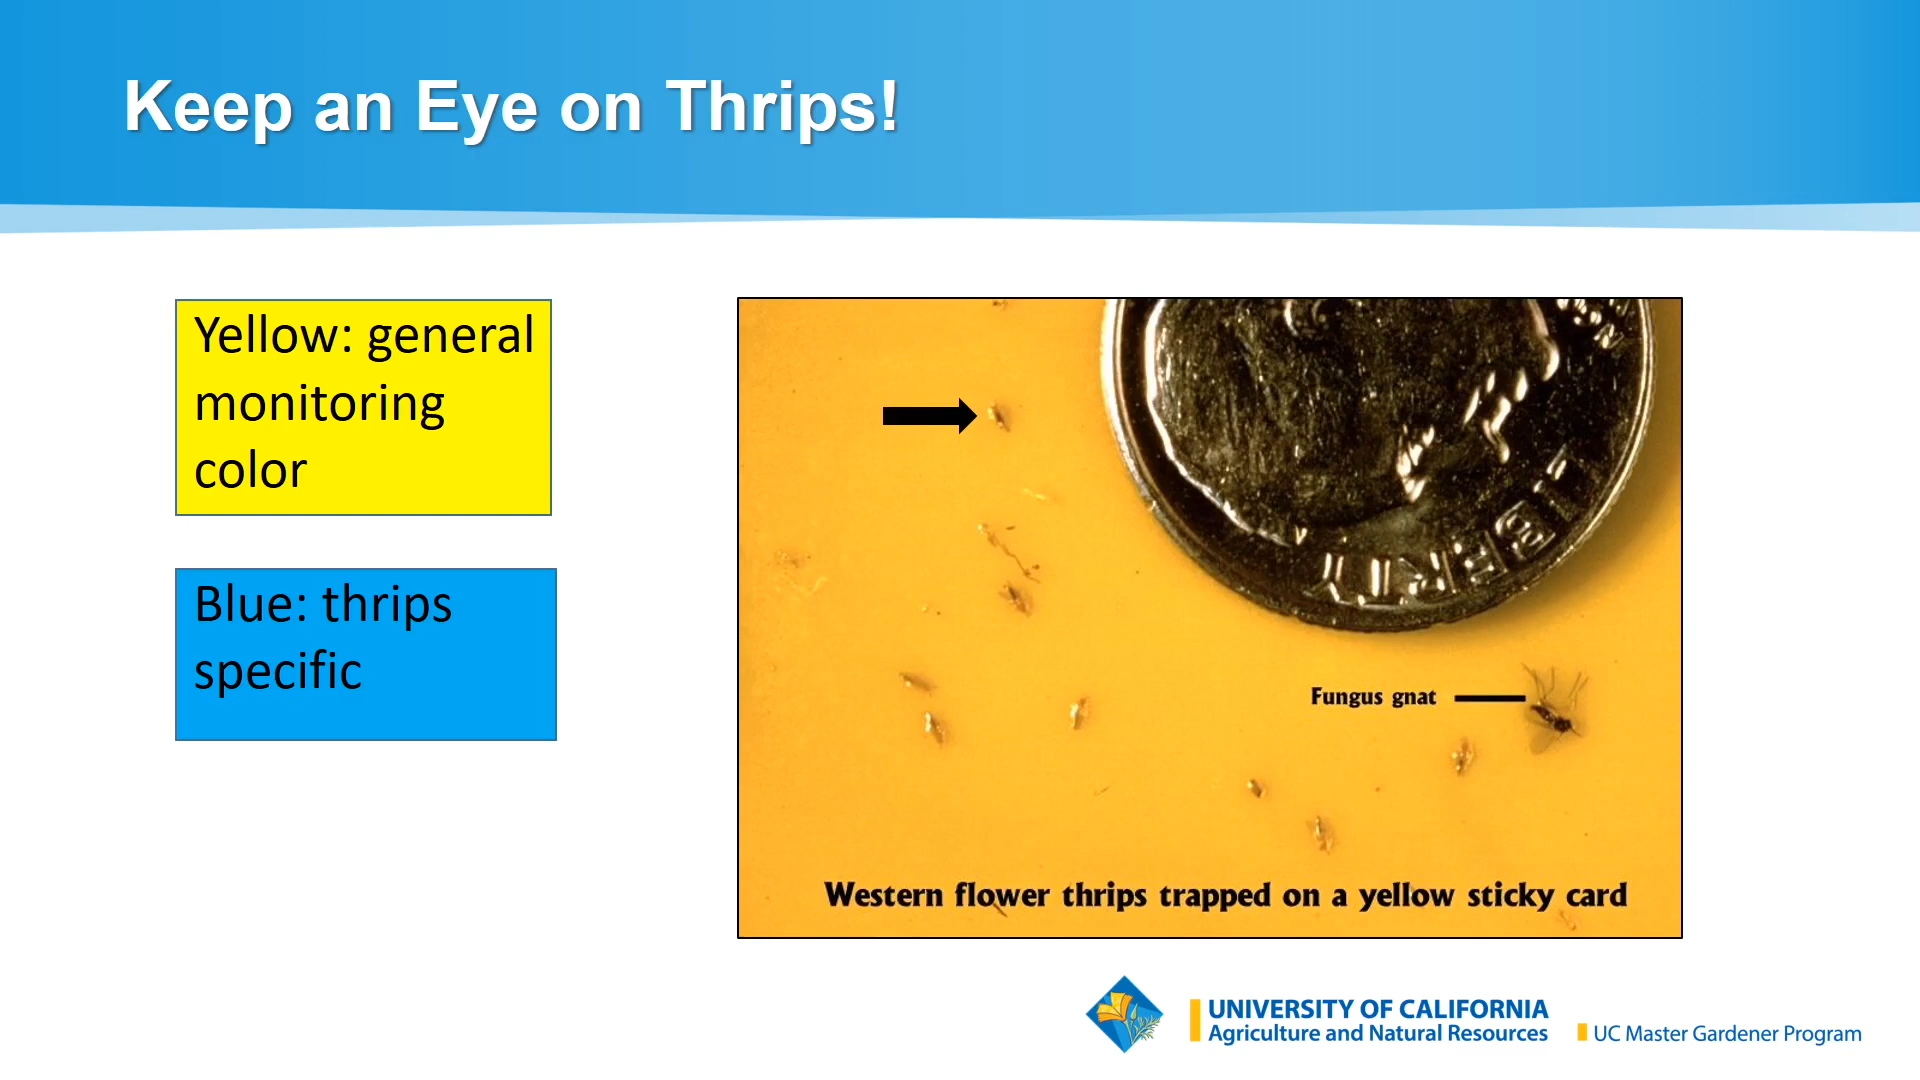 Keep an Eye on Thrips!
Yellow: general
monitoring
color
Blue: thrips
specific
LIBERTY
Fungus gnat
Western flower thrips trapped on a yellow sticky card
UNIVERSITY OF CALIFORNIA
Agriculture and Natural Resources
UC Master Gardener Program